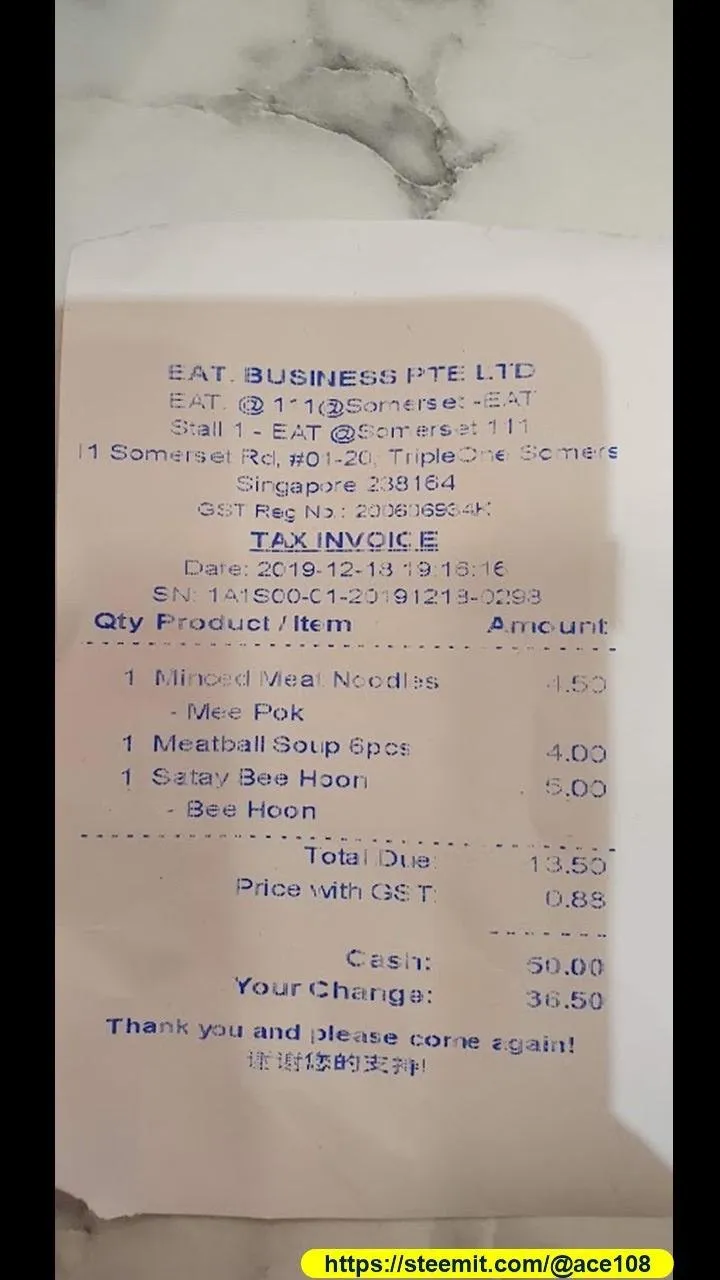 EAT. BUSINESS PTE LTD
EAT. @ 111@Somerset -EAT
Stall 1 - EAT @Somerset 111
11 Somerset Rd, #01-20, TripleOne Somers
Singapore 238164
GST Reg No.: 200606934K
TAX INVOICE
Date: 2019-12-18 19:16:16
SN: 1A1S00-01-20191218-0298
Qty Product / Item Amount
1 Minced Meat Noodles 4.50
- Mee Pok
1 Meatball Soup 6pcs 4.00
1 Satay Bee Hoon 5.00
- Bee Hoon
Total Due: 13.50
Price with GST: 0.88
Cash: 50.00
Your Change: 36.50
Thank you and please come again!
谢谢您的支持!
https://steemit.com/@ace108